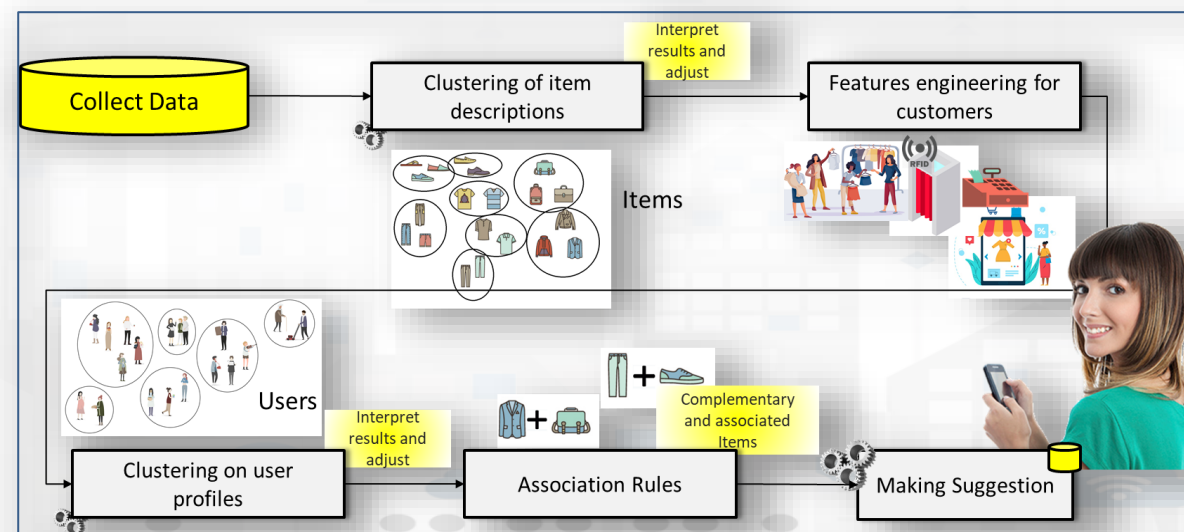 Interpret
results and
adjust
Collect Data
Clustering of item
descriptions
Features engineering for
customers
RFID
Items
Users
Interpret
results and
adjust
Complementary
and associated
Items
Clustering on user
profiles
Association Rules
Making Suggestion